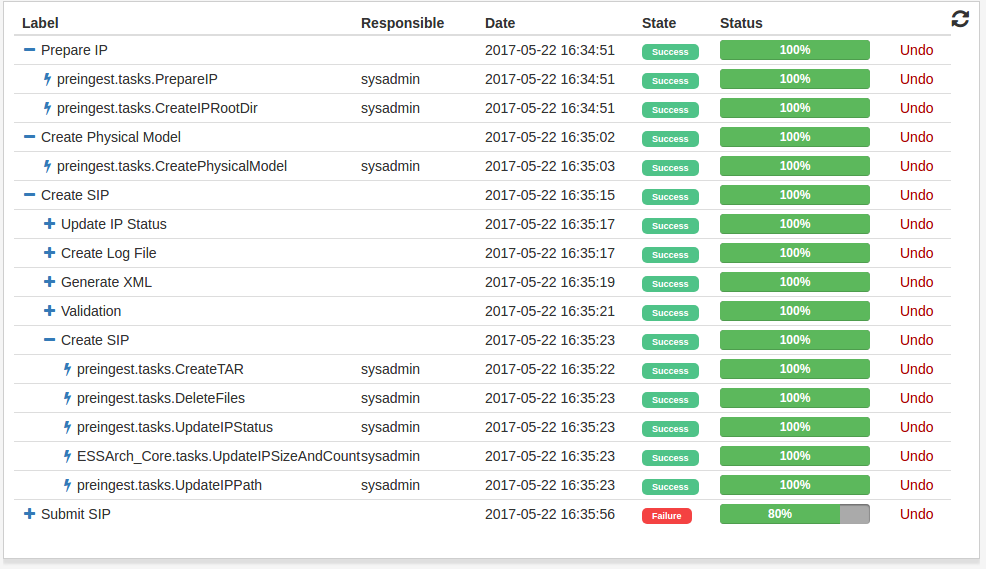 Label Responsible Date State Status
Prepare IP 2017-05-22 16:34:51 Success 100% Undo
preingest.tasks.PrepareIP sysadmin 2017-05-22 16:34:51 Success 100% Undo
preingest.tasks.CreateIPRootDir sysadmin 2017-05-22 16:34:51 Success 100% Undo
Create Physical Model 2017-05-22 16:35:02 Success 100% Undo
preingest.tasks.CreatePhysicalModel sysadmin 2017-05-22 16:35:03 Success 100% Undo
Create SIP 2017-05-22 16:35:15 Success 100% Undo
Update IP Status 2017-05-22 16:35:17 Success 100% Undo
Create Log File 2017-05-22 16:35:17 Success 100% Undo
Generate XML 2017-05-22 16:35:19 Success 100% Undo
Validation 2017-05-22 16:35:21 Success 100% Undo
Create SIP 2017-05-22 16:35:23 Success 100% Undo
preingest.tasks.CreateTAR sysadmin 2017-05-22 16:35:22 Success 100% Undo
preingest.tasks.DeleteFiles sysadmin 2017-05-22 16:35:23 Success 100% Undo
preingest.tasks.UpdateIPStatus sysadmin 2017-05-22 16:35:23 Success 100% Undo
ESSArch_Core.tasks.UpdateIPSizeAndCount sysadmin 2017-05-22 16:35:23 Success 100% Undo
preingest.tasks.UpdateIPPath sysadmin 2017-05-22 16:35:23 Success 100% Undo
Submit SIP 2017-05-22 16:35:56 Failure 80% Undo